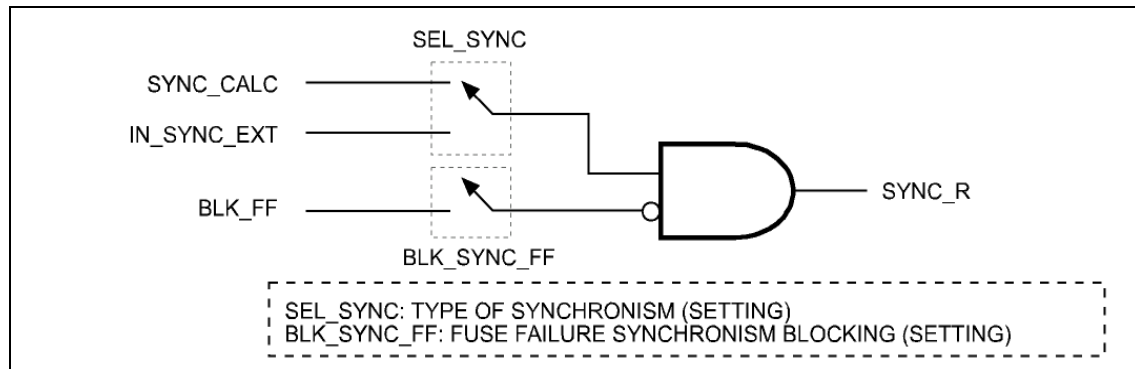 SEL_SYNC
SYNC_CALC
IN_SYNC_EXT
SYNC_R
BLK_FF
BLK_SYNC_FF
SEL_SYNC: TYPE OF SYNCHRONISM (SETTING)
BLK_SYNC_FF: FUSE FAILURE SYNCHRONISM BLOCKING (SETTING)